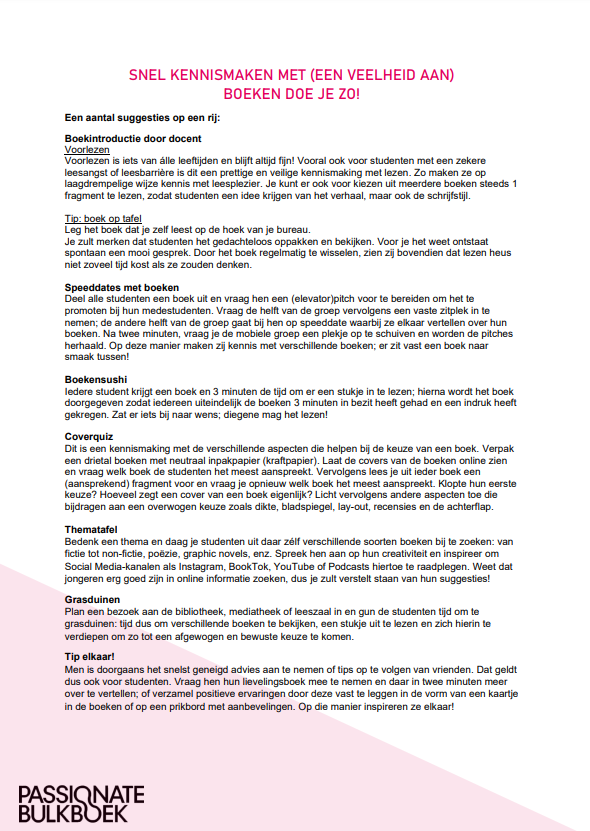 SNEL KENNISMAKEN MET (EEN VEELHEID AAN)
BOEKEN DOE JE ZO!
Een aantal suggesties op een rij:
Boekintroductie door docent
Voorlezen
Voorlezen is iets van álle leeftijden en blijft altijd fijn! Vooral ook voor studenten met een zekere
leesangst of leesbarrière is dit een prettige en veilige kennismaking met lezen. Zo maken ze op
laagdrempelige wijze kennis met leesplezier. Je kunt er ook voor kiezen uit meerdere boeken steeds 1
fragment te lezen, zodat studenten een idee krijgen van het verhaal, maar ook de schrijfstijl.
Tip: boek op tafel
Leg het boek dat je zelf leest op de hoek van je bureau.
Je zult merken dat studenten het gedachteloos oppakken en bekijken. Voor je het weet ontstaat
spontaan een mooi gesprek. Door het boek regelmatig te wisselen, zien zij bovendien dat lezen heus
niet zoveel tijd kost als ze zouden denken.
Speeddates met boeken
Deel alle studenten een boek uit en vraag hen een (elevator)pitch voor te bereiden om het te
promoten bij hun medestudenten. Vraag de helft van de groep vervolgens een vaste zitplek in te
nemen; de andere helft van de groep gaat bij hen op speeddate waarbij ze elkaar vertellen over hun
boeken. Na twee minuten, vraag je de mobiele groep een plekje op te schuiven en worden de pitches
herhaald. Op deze manier maken zij kennis met verschillende boeken; er zit vast een boek naar
smaak tussen!
Boekensushi
Iedere student krijgt een boek en 3 minuten de tijd om er een stukje in te lezen; hierna wordt het boek
doorgegeven zodat iedereen uiteindelijk de boeken 3 minuten in bezit heeft gehad en een indruk heeft
gekregen. Zat er iets bij naar wens; diegene mag het lezen!
Coverquiz
Dit is een kennismaking met de verschillende aspecten die helpen bij de keuze van een boek. Verpak
een drietal boeken met neutraal inpakpapier (kraftpapier). Laat de covers van de boeken online zien
en vraag welk boek de studenten het meest aanspreekt. Vervolgens lees je uit ieder boek een
(aansprekend) fragment voor en vraag je opnieuw welk boek het meest aanspreekt. Klopte hun eerste
keuze? Hoeveel zegt een cover van een boek eigenlijk? Licht vervolgens andere aspecten toe die
bijdragen aan een overwogen keuze zoals dikte, bladspiegel, lay-out, recensies en de achterflap.
Thematafel
Bedenk een thema en daag je studenten uit daar zélf verschillende soorten boeken bij te zoeken: van
fictie tot non-fictie, poëzie, graphic novels, enz. Spreek hen aan op hun creativiteit en inspireer om
Social Media-kanalen als Instagram, BookTok, YouTube of Podcasts hiertoe te raadplegen. Weet dat
jongeren erg goed zijn in online informatie zoeken, dus je zult versteld staan van hun suggesties!
Grasduinen
Plan een bezoek aan de bibliotheek, mediatheek of leeszaal in en gun de studenten tijd om te
grasduinen: tijd dus om verschillende boeken te bekijken, een stukje uit te lezen en zich hierin te
verdiepen om zo tot een afgewogen en bewuste keuze te komen.
Tip elkaar!
Men is doorgaans het snelst geneigd advies aan te nemen of tips op te volgen van vrienden. Dat geldt
dus ook voor studenten. Vraag hen hun lievelingsboek mee te nemen en daar in twee minuten meer
over te vertellen; of verzamel positieve ervaringen door deze vast te leggen in de vorm van een kaartje
in de boeken of op een prikbord met aanbevelingen. Op die manier inspireren ze elkaar!
PASSIONATE
BULKBOEK